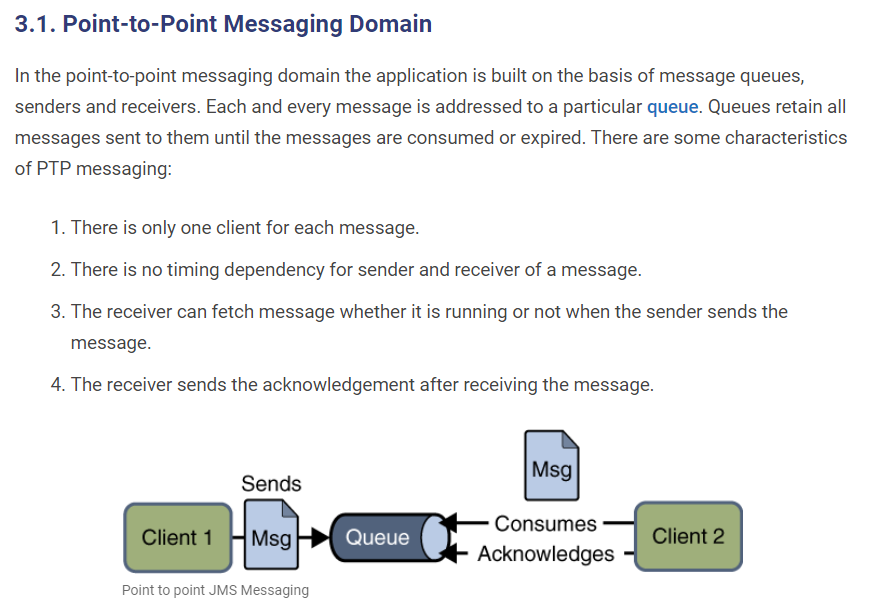 3.1. Point-to-Point Messaging Domain
In the point-to-point messaging domain the application is built on the basis of message queues,
senders and receivers. Each and every message is addressed to a particular queue. Queues retain all
messages sent to them until the messages are consumed or expired. There are some characteristics
of PTP messaging:
1. There is only one client for each message.
2. There is no timing dependency for sender and receiver of a message.
3. The receiver can fetch message whether it is running or not when the sender sends the
message.
4. The receiver sends the acknowledgement after receiving the message.
Msg
Sends
Client 1
Msg
Queue
Consumes
Acknowledges
Client 2
Point to point JMS Messaging